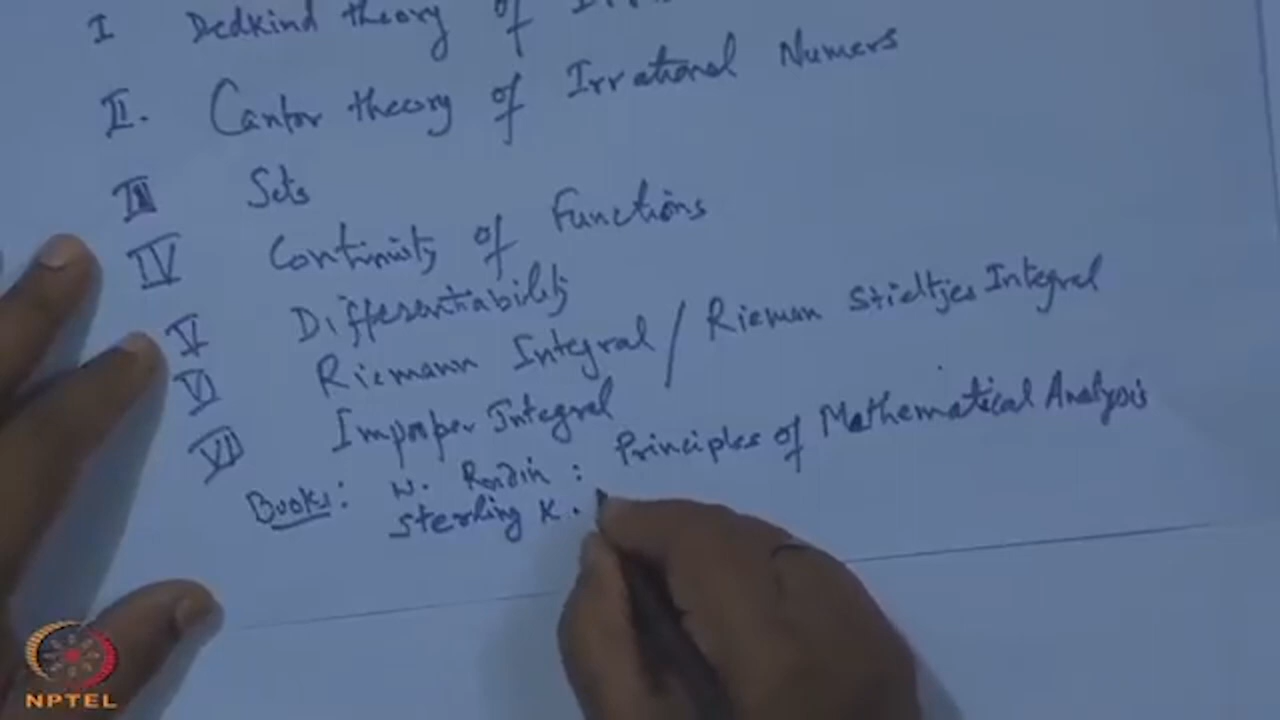 I Dedkind theory of
II. Cantor theory of Irrational Numers
III Sets
IV Continuity of Functions
V Differentiability
VI Riemann Integral / Rieman Stieltjes Integral
VII Improper Integral
Books: W. Rudin : Principles of Mathematical Analysis
Sterling K.
NPTEL